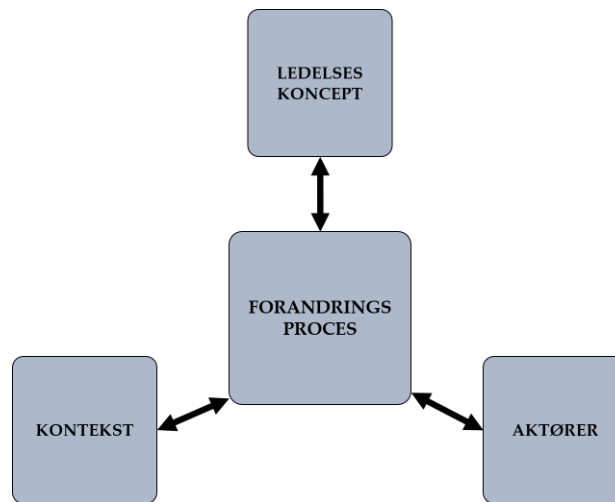 LEDELSES
KONCEPT
FORANDRINGS
PROCES
KONTEKST
AKTØRER